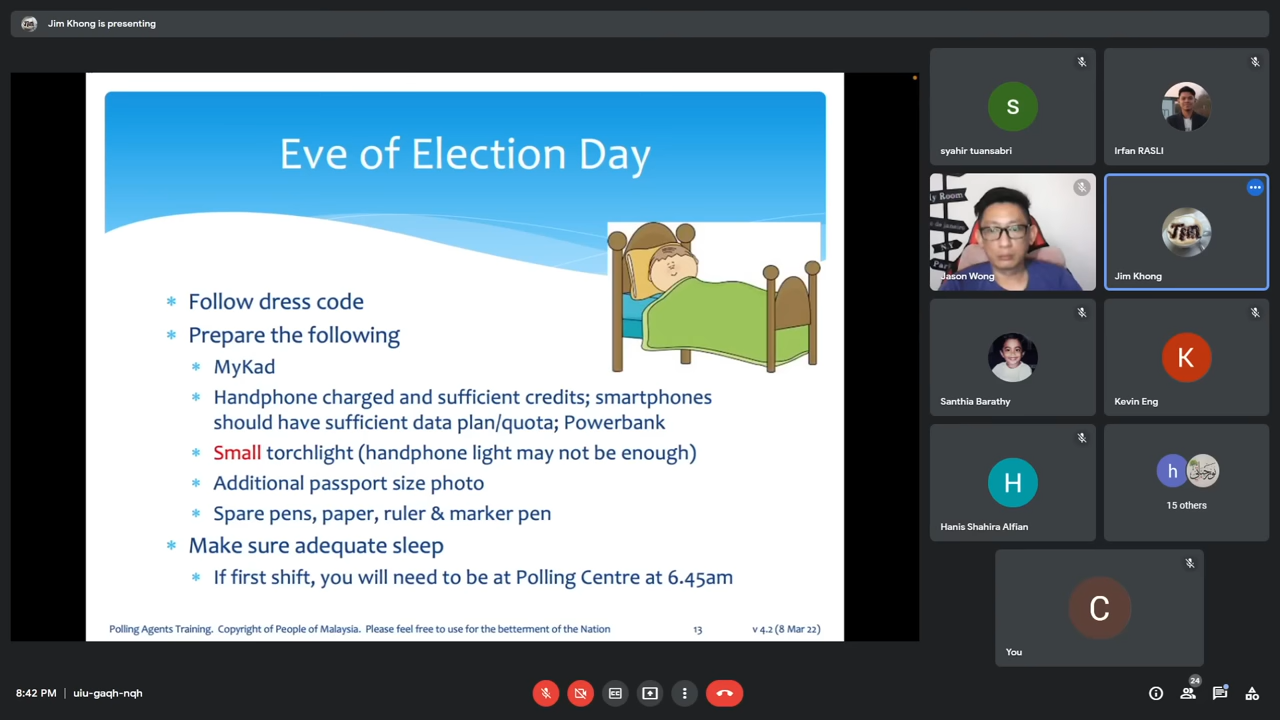 Jim Khong is presenting
Eve of Election Day
* Follow dress code
* Prepare the following
* MyKad
* Handphone charged and sufficient credits; smartphones
should have sufficient data plan/quota; Powerbank
* Small torchlight (handphone light may not be enough)
* Additional passport size photo
* Spare pens, paper, ruler & marker pen
* Make sure adequate sleep
* If first shift, you will need to be at Polling Centre at 6.45am
Polling Agents Training. Copyright of People of Malaysia. Please feel free to use for the betterment of the Nation
13
v 4.2 (8 Mar 22)
s
syahir tuansabri
Irfan RASLI
y Room
NY
Par
Jason Wong
Jim
Jim Khong
Santhia Barathy
K
Kevin Eng
H
Hanis Shahira Alfian
h
15 others
C
You
8:42 PM | uiu-gaqh-nqh
24